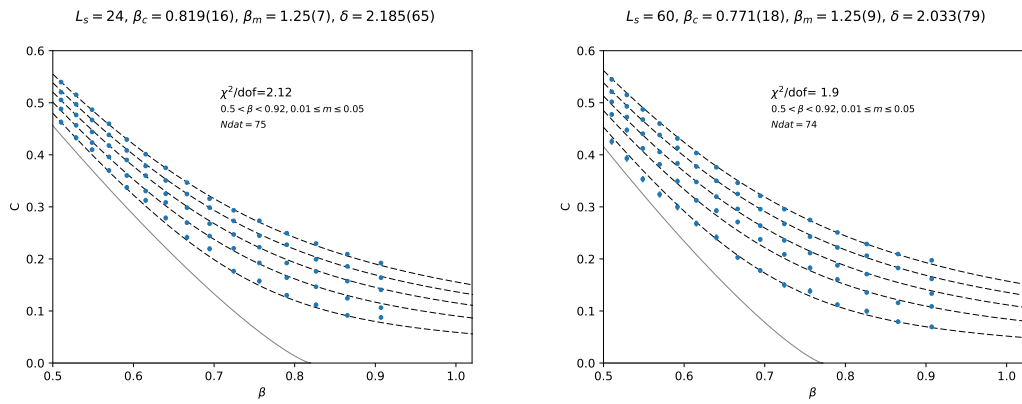 L_s = 24, β_c = 0.819(16), β_m = 1.25(7), δ = 2.185(65)
0.6
0.5
0.4
0.3
0.2
0.1
0.0
C
χ²/dof=2.12
0.5 < β < 0.92, 0.01 ≤ m ≤ 0.05
Ndat = 75
0.5 0.6 0.7 0.8 0.9 1.0
β
L_s = 60, β_c = 0.771(18), β_m = 1.25(9), δ = 2.033(79)
0.6
0.5
0.4
0.3
0.2
0.1
0.0
C
χ²/dof= 1.9
0.5 < β < 0.92, 0.01 ≤ m ≤ 0.05
Ndat = 74
0.5 0.6 0.7 0.8 0.9 1.0
β